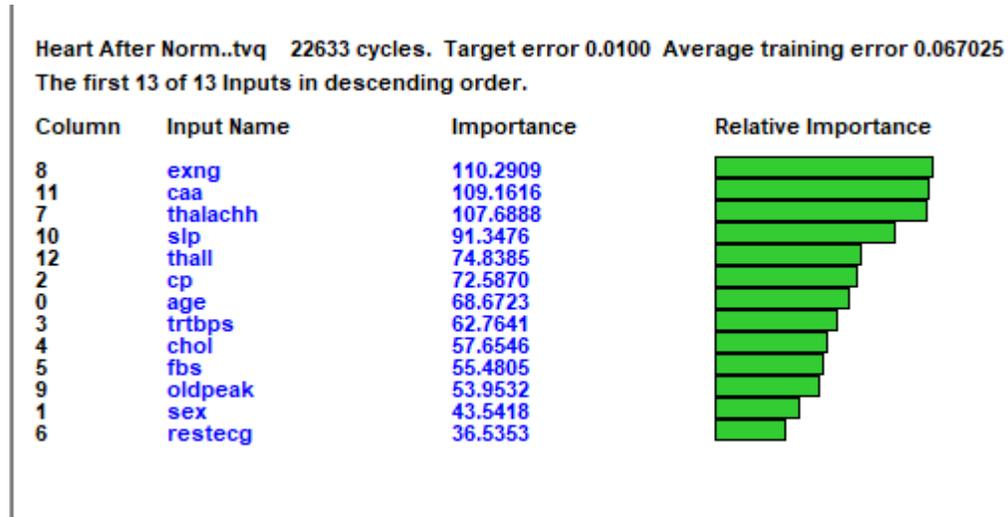 Heart After Norm..tvq 22633 cycles. Target error 0.0100 Average training error 0.067025
The first 13 of 13 Inputs in descending order.
Column Input Name Importance Relative Importance
8 exng 110.2909
11 caa 109.1616
7 thalachh 107.6888
10 slp 91.3476
12 thall 74.8385
2 cp 72.5870
0 age 68.6723
3 trtbps 62.7641
4 chol 57.6546
5 fbs 55.4805
9 oldpeak 53.9532
1 sex 43.5418
6 restecg 36.5353